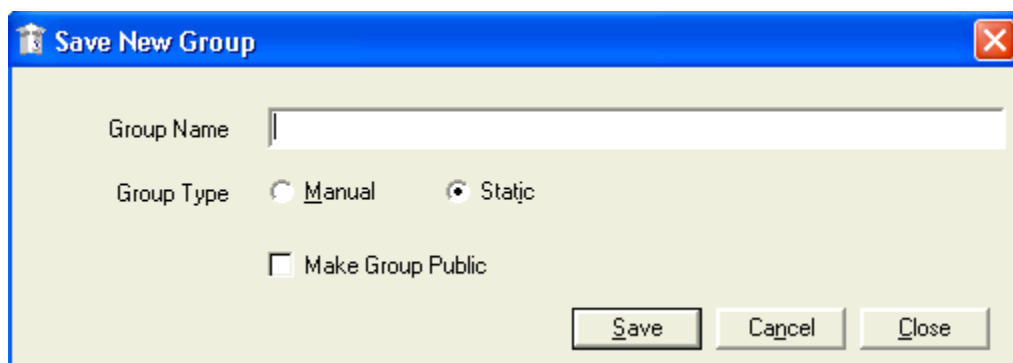 Save New Group
Group Name
Group Type Manual Static
Make Group Public
Save Cancel Close